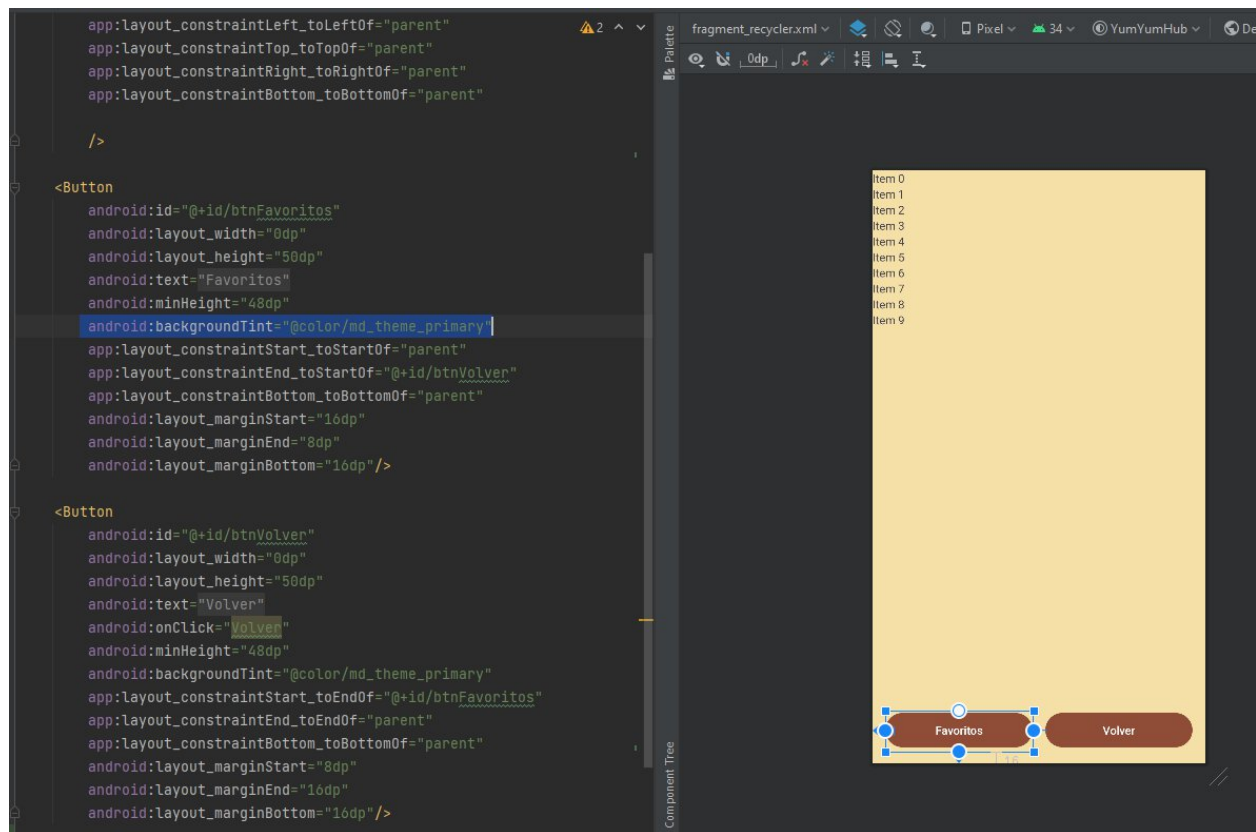 app:layout_constraintLeft_toLeftOf="parent"
app:layout_constraintTop_toTopOf="parent"
app:layout_constraintRight_toRightOf="parent"
app:layout_constraintBottom_toBottomOf="parent"
/>
<Button
android:id="@+id/btnFavoritos"
android:layout_width="0dp"
android:layout_height="50dp"
android:text="Favoritos"
android:minHeight="48dp"
android:backgroundTint="@color/md_theme_primary"
app:layout_constraintStart_toStartOf="parent"
app:layout_constraintEnd_toStartOf="@+id/btnVolver"
app:layout_constraintBottom_toBottomOf="parent"
android:layout_marginStart="16dp"
android:layout_marginEnd="8dp"
android:layout_marginBottom="16dp"/>
<Button
android:id="@+id/btnVolver"
android:layout_width="0dp"
android:layout_height="50dp"
android:text="Volver"
android:onClick="Volver"
android:minHeight="48dp"
android:backgroundTint="@color/md_theme_primary"
app:layout_constraintStart_toEndOf="@+id/btnFavoritos"
app:layout_constraintEnd_toEndOf="parent"
app:layout_constraintBottom_toBottomOf="parent"
android:layout_marginStart="8dp"
android:layout_marginEnd="16dp"
android:layout_marginBottom="16dp"/>
2
Palette
Component Tree
fragment_recycler.xml Pixel 34 YumYumHub De
0dp
Item 0
Item 1
Item 2
Item 3
Item 4
Item 5
Item 6
Item 7
Item 8
Item 9
Favoritos Volver
16